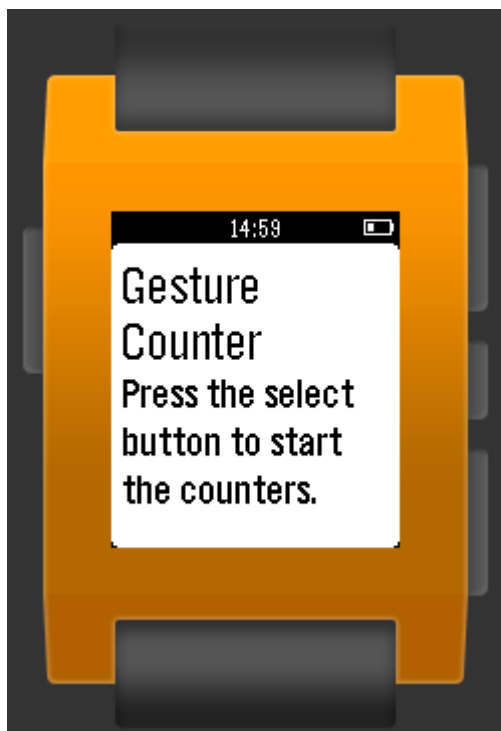 14:59
Gesture
Counter
Press the select
button to start
the counters.